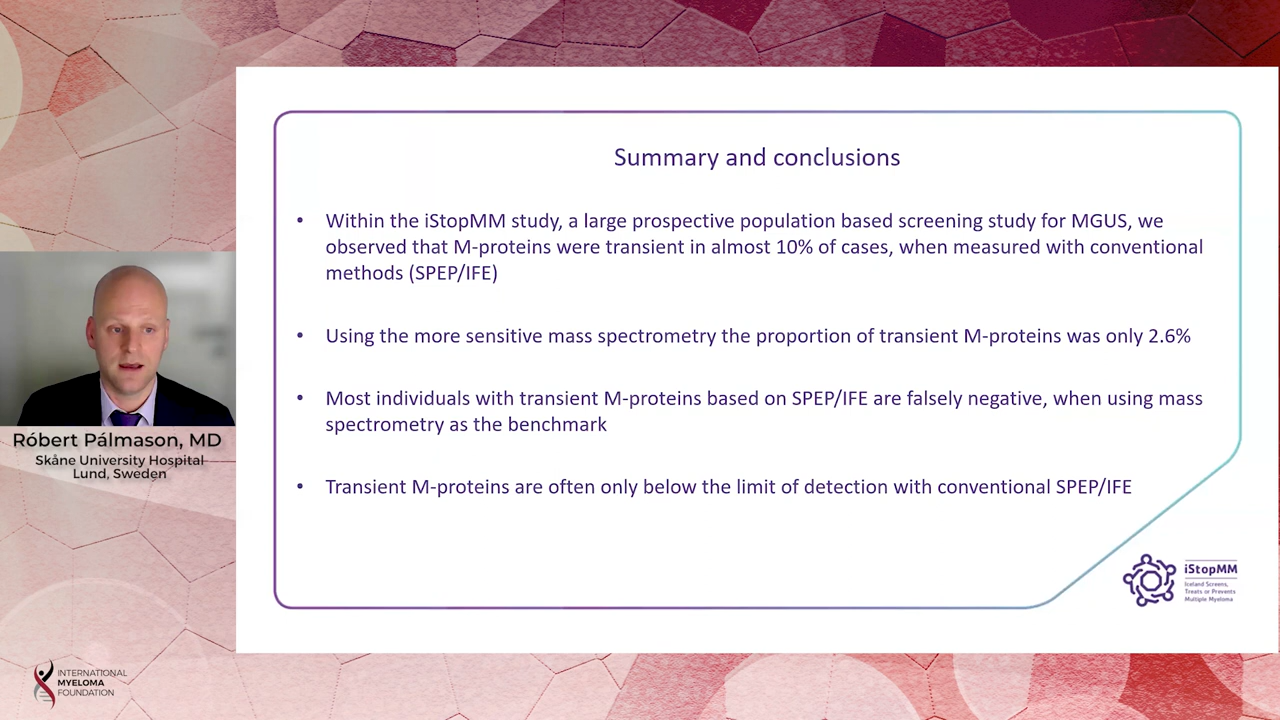 Summary and conclusions
• Within the iStopMM study, a large prospective population based screening study for MGUS, we
observed that M-proteins were transient in almost 10% of cases, when measured with conventional
methods (SPEP/IFE)
• Using the more sensitive mass spectrometry the proportion of transient M-proteins was only 2.6%
• Most individuals with transient M-proteins based on SPEP/IFE are falsely negative, when using mass
spectrometry as the benchmark
• Transient M-proteins are often only below the limit of detection with conventional SPEP/IFE
iStopMM
Iceland Screens,
Treats or Prevents
Multiple Myeloma
Róbert Pálmason, MD
Skåne University Hospital
Lund, Sweden
INTERNATIONAL
MYELOMA
FOUNDATION